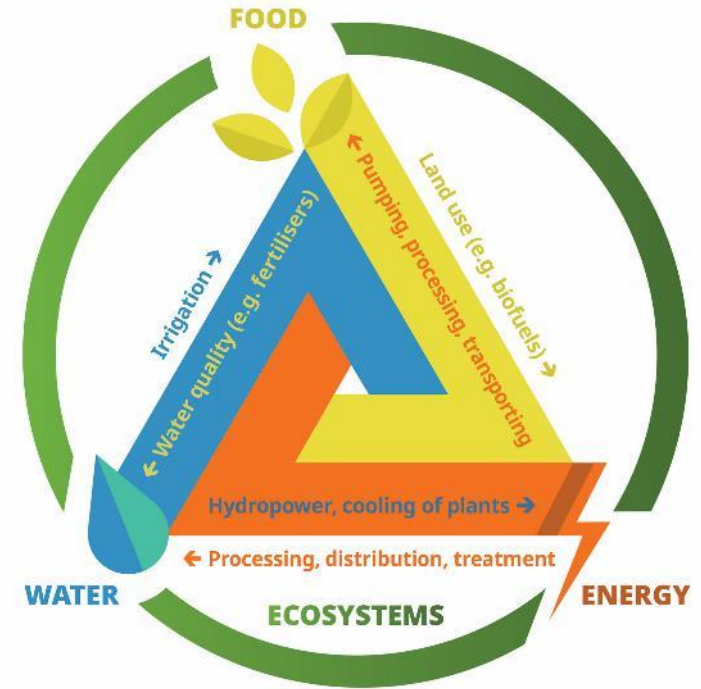 FOOD
Irrigation →
← Water quality (e.g. fertilisers)
← Pumping, processing, transporting
Land use (e.g. biofuels) →
Hydropower, cooling of plants →
← Processing, distribution, treatment
WATER
ECOSYSTEMS
ENERGY